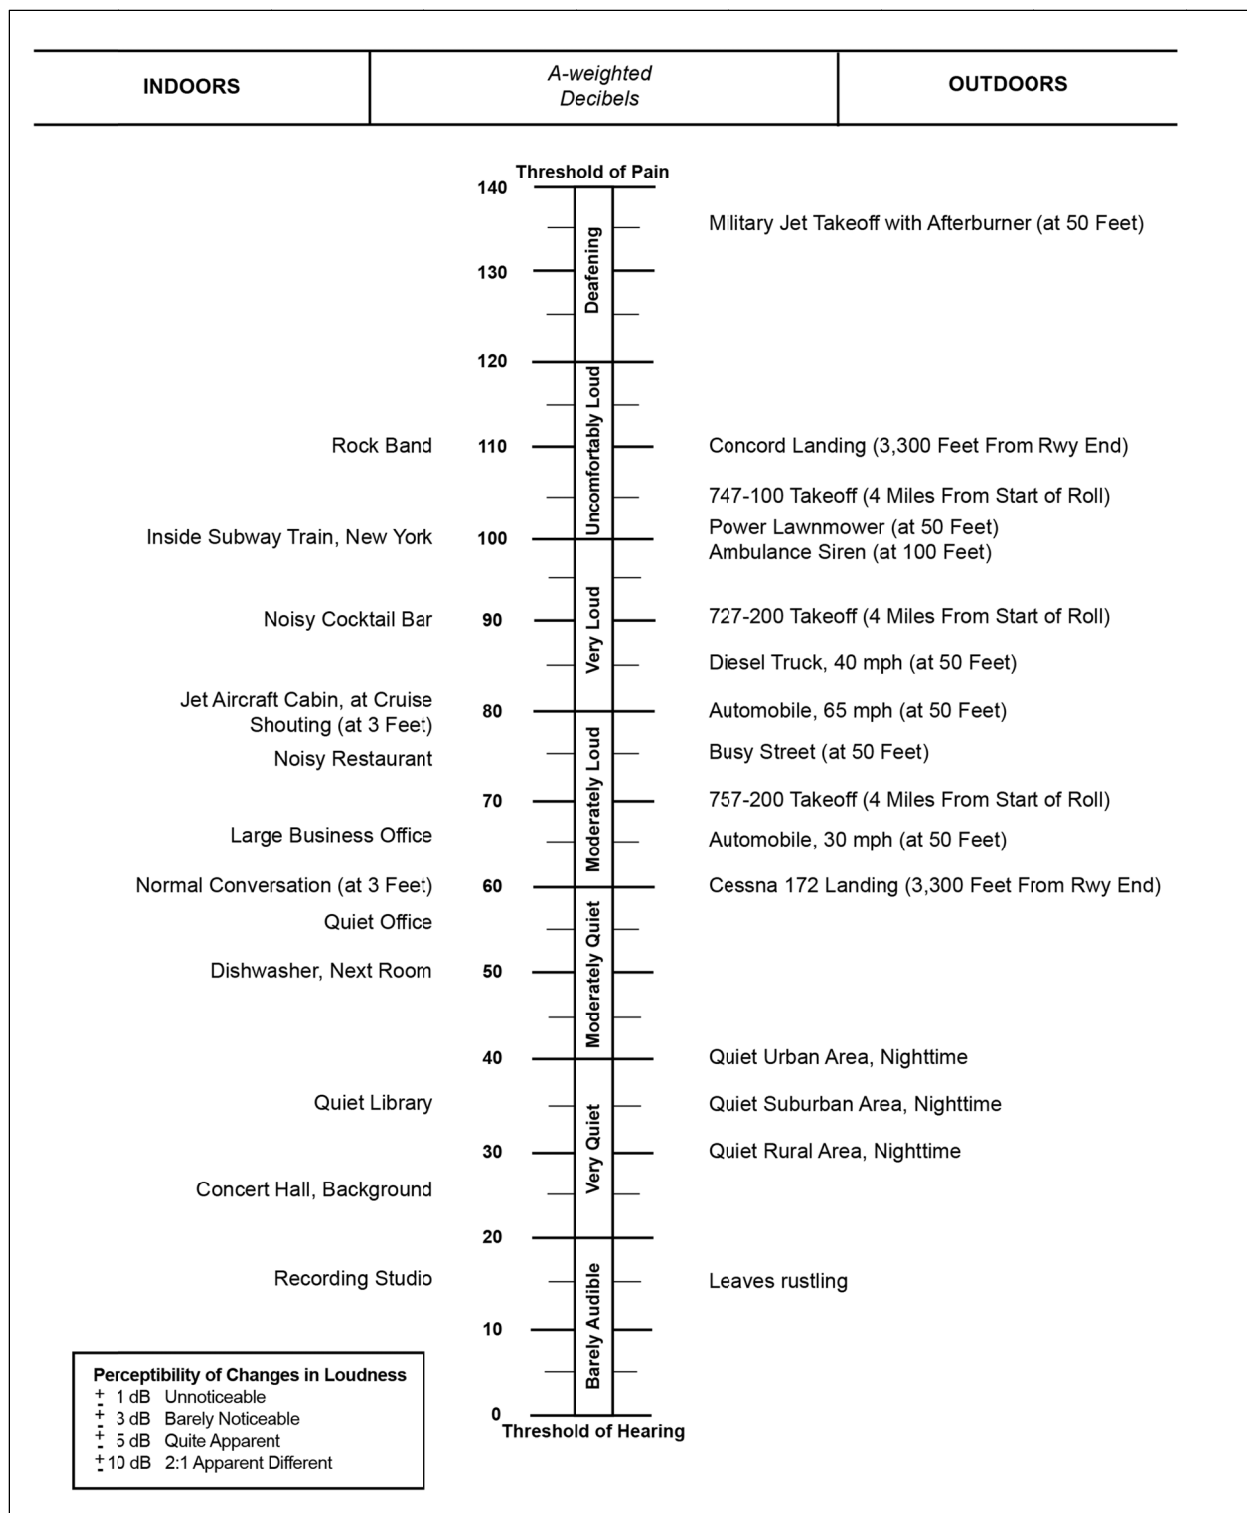 INDOORS
A-weighted
Decibels
OUTDOORS
Threshold of Pain
140
Military Jet Takeoff with Afterburner (at 50 Feet)
Deafening
130
120
Uncomfortably Loud
Rock Band
110
Concord Landing (3,300 Feet From Rwy End)
747-100 Takeoff (4 Miles From Start of Roll)
Power Lawnmower (at 50 Feet)
Inside Subway Train, New York
100
Ambulance Siren (at 100 Feet)
Noisy Cocktail Bar
90
727-200 Takeoff (4 Miles From Start of Roll)
Very Loud
Diesel Truck, 40 mph (at 50 Feet)
Jet Aircraft Cabin, at Cruise
Shouting (at 3 Feet)
80
Automobile, 65 mph (at 50 Feet)
Noisy Restaurant
Busy Street (at 50 Feet)
Moderately Loud
70
757-200 Takeoff (4 Miles From Start of Roll)
Large Business Office
Automobile, 30 mph (at 50 Feet)
Normal Conversation (at 3 Feet)
60
Cessna 172 Landing (3,300 Feet From Rwy End)
Quiet Office
Moderately Quiet
Dishwasher, Next Room
50
40
Quiet Urban Area, Nighttime
Quiet Library
Quiet Suburban Area, Nighttime
Very Quiet
30
Quiet Rural Area, Nighttime
Concert Hall, Background
20
Recording Studio
Leaves rustling
Barely Audible
10
0
Threshold of Hearing
Perceptibility of Changes in Loudness
± 1 dB Unnoticeable
± 3 dB Barely Noticeable
± 5 dB Quite Apparent
± 10 dB 2:1 Apparent Different